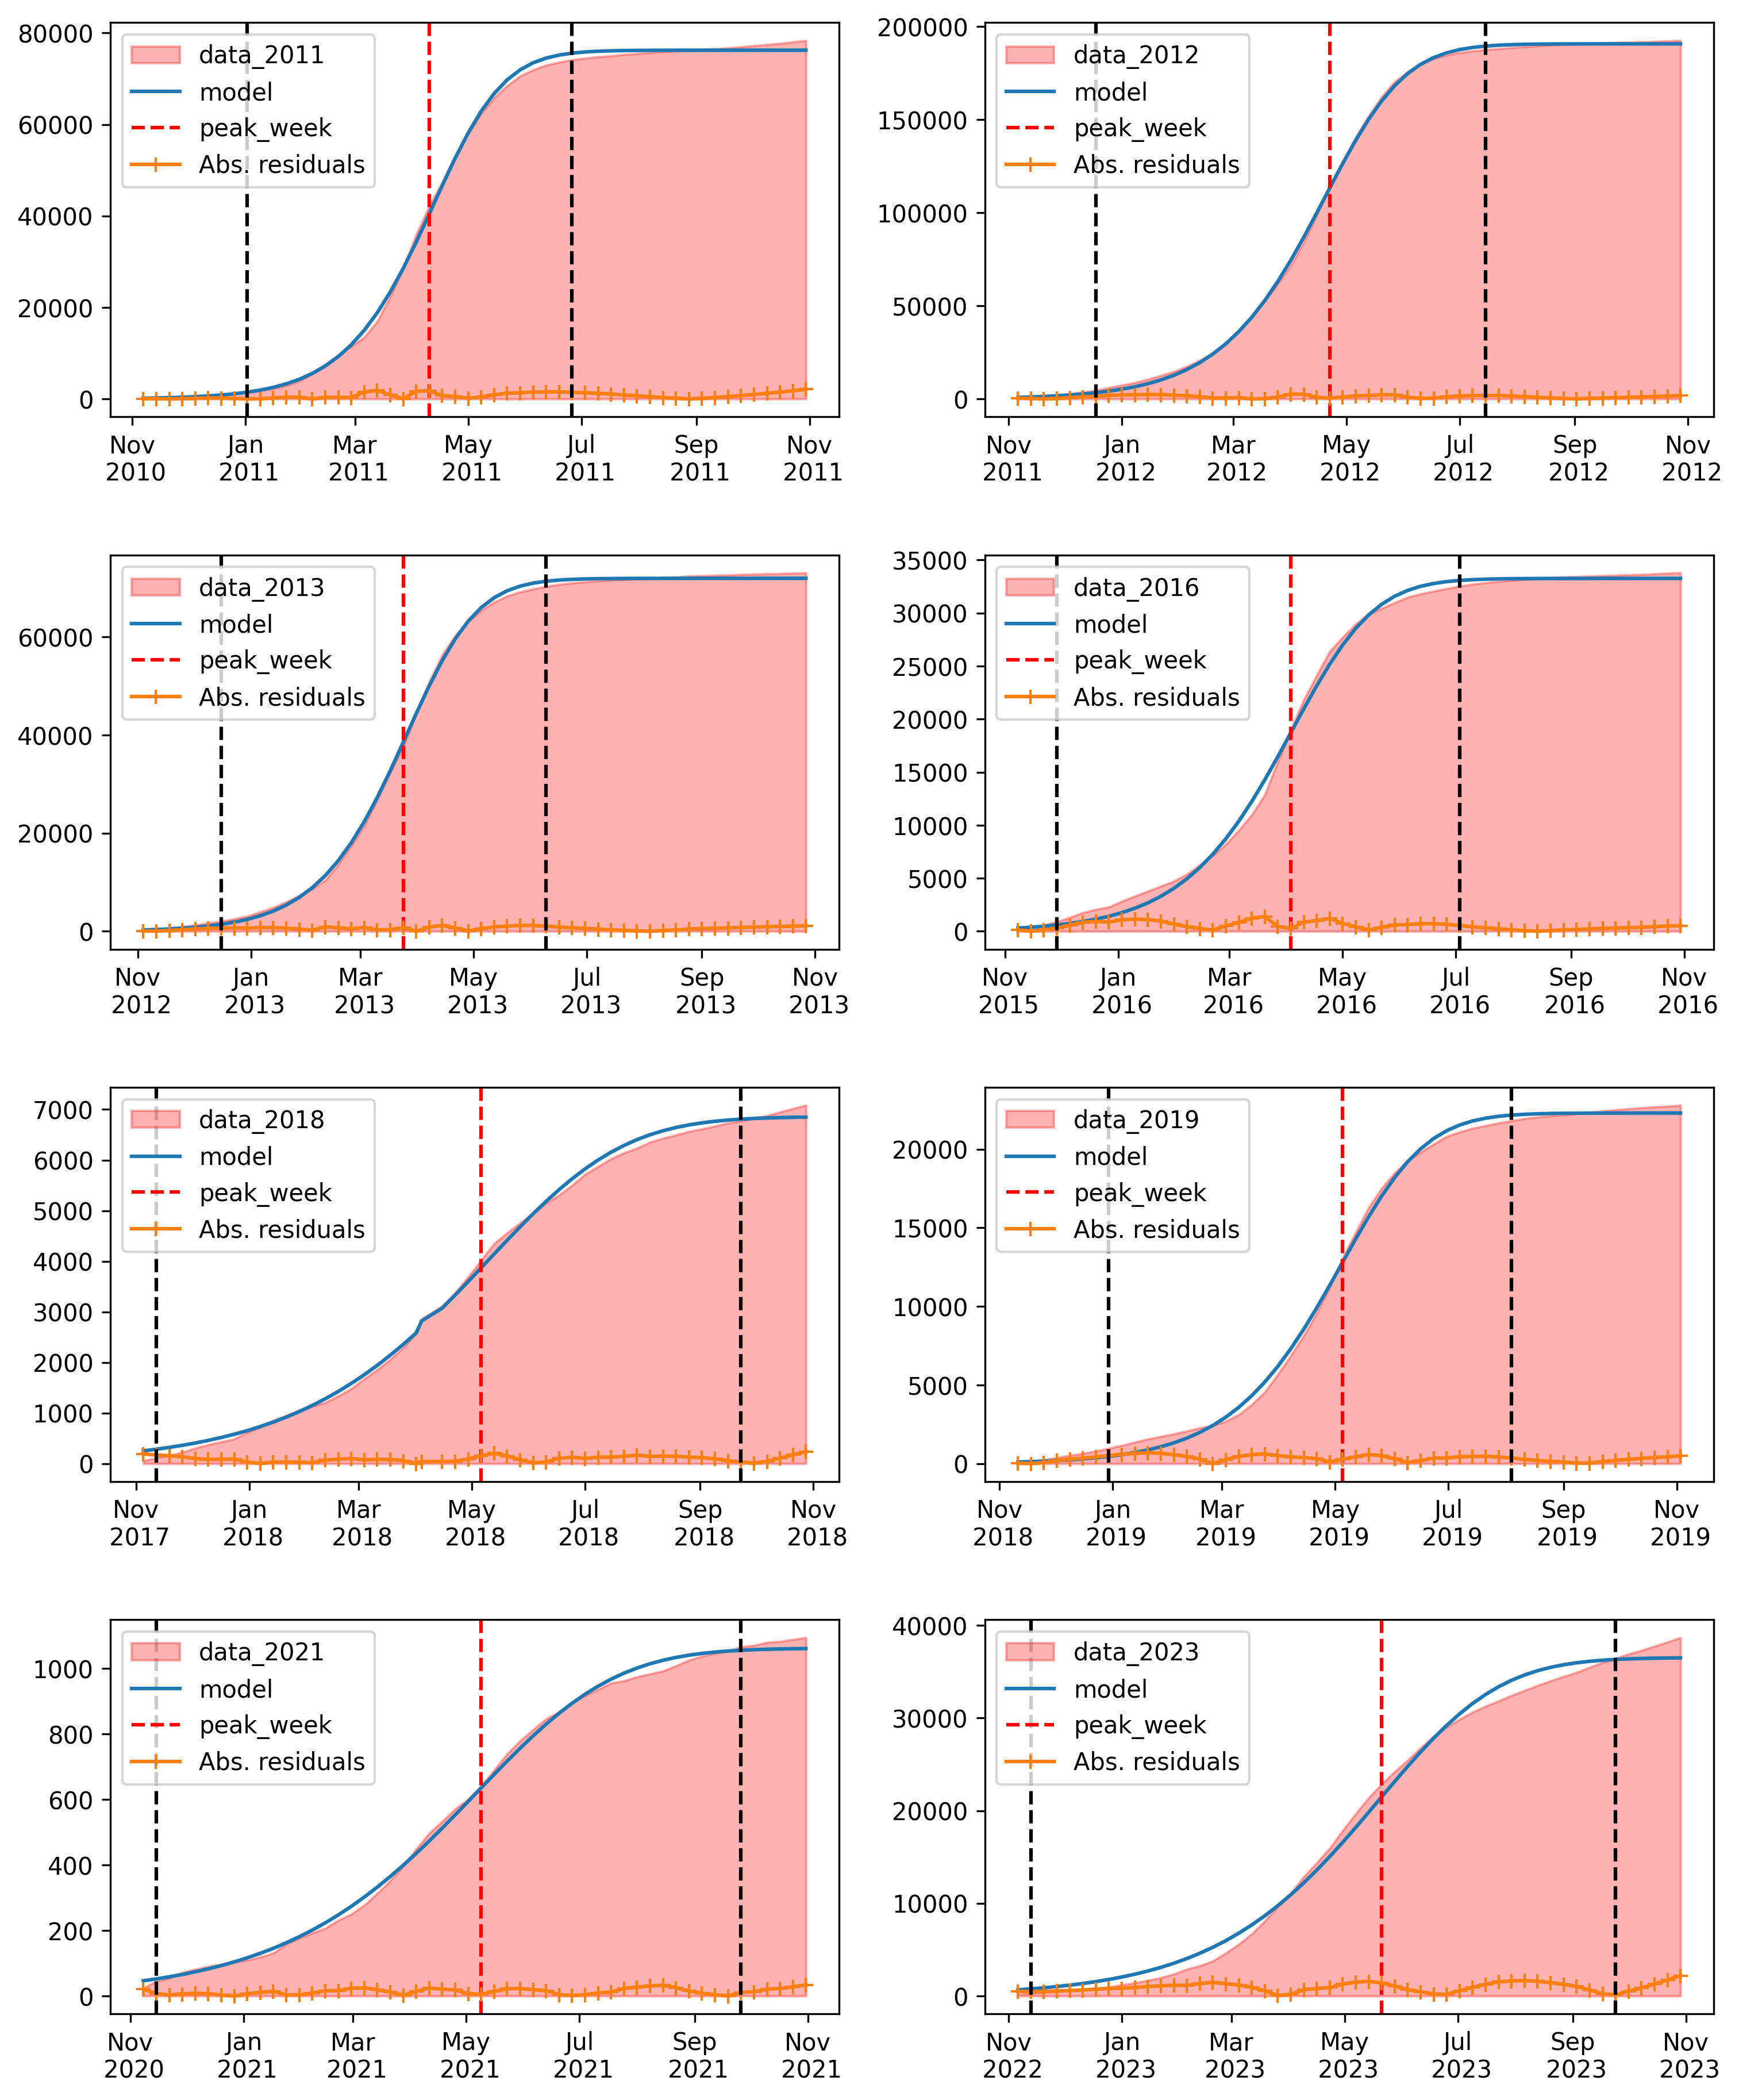 80000
60000
40000
20000
0
data_2011
model
peak_week
Abs. residuals
Nov Jan Mar May Jul Sep Nov
2010 2011 2011 2011 2011 2011 2011
200000
150000
100000
50000
0
data_2012
model
peak_week
Abs. residuals
Nov Jan Mar May Jul Sep Nov
2011 2012 2012 2012 2012 2012 2012
60000
40000
20000
0
data_2013
model
peak_week
Abs. residuals
Nov Jan Mar May Jul Sep Nov
2012 2013 2013 2013 2013 2013 2013
35000
30000
25000
20000
15000
10000
5000
0
data_2016
model
peak_week
Abs. residuals
Nov Jan Mar May Jul Sep Nov
2015 2016 2016 2016 2016 2016 2016
7000
6000
5000
4000
3000
2000
1000
0
data_2018
model
peak_week
Abs. residuals
Nov Jan Mar May Jul Sep Nov
2017 2018 2018 2018 2018 2018 2018
20000
15000
10000
5000
0
data_2019
model
peak_week
Abs. residuals
Nov Jan Mar May Jul Sep Nov
2018 2019 2019 2019 2019 2019 2019
1000
800
600
400
200
0
data_2021
model
peak_week
Abs. residuals
Nov Jan Mar May Jul Sep Nov
2020 2021 2021 2021 2021 2021 2021
40000
30000
20000
10000
0
data_2023
model
peak_week
Abs. residuals
Nov Jan Mar May Jul Sep Nov
2022 2023 2023 2023 2023 2023 2023